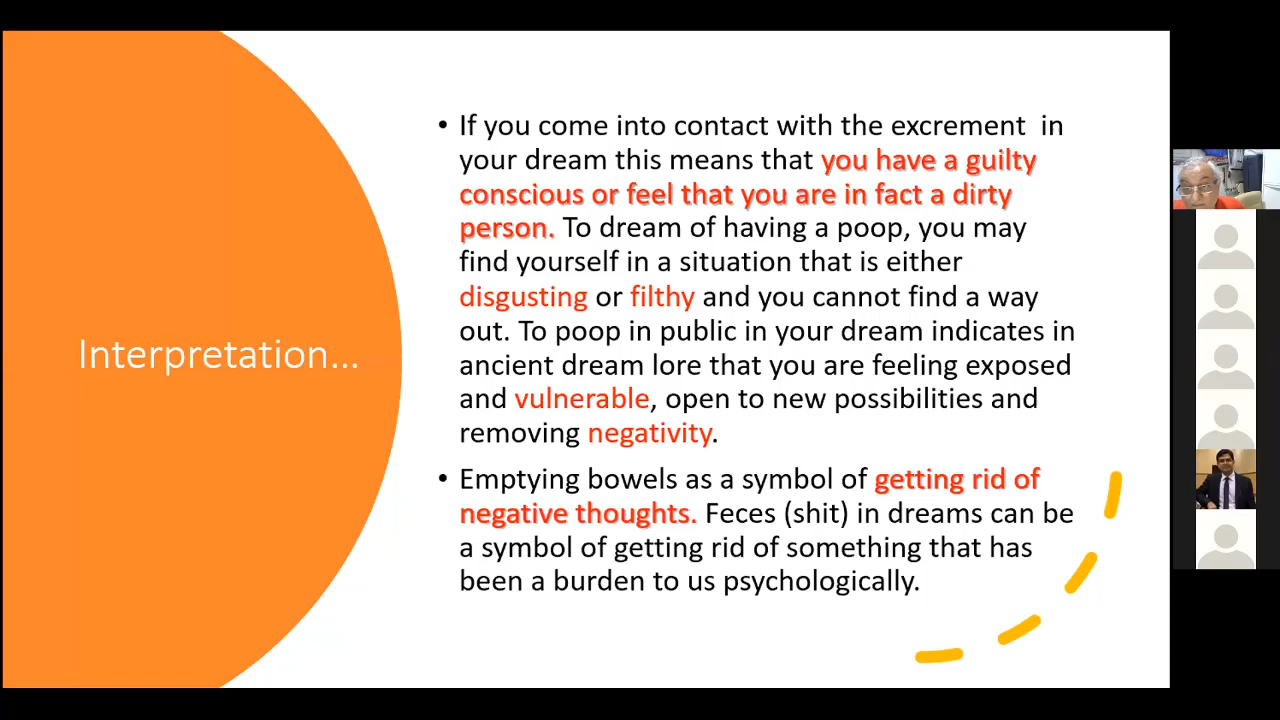 Interpretation...
• If you come into contact with the excrement  in
your dream this means that you have a guilty
conscious or feel that you are in fact a dirty
person. To dream of having a poop, you may
find yourself in a situation that is either
disgusting or filthy and you cannot find a way
out. To poop in public in your dream indicates in
ancient dream lore that you are feeling exposed
and vulnerable, open to new possibilities and
removing negativity.
• Emptying bowels as a symbol of getting rid of
negative thoughts. Feces (shit) in dreams can be
a symbol of getting rid of something that has
been a burden to us psychologically.